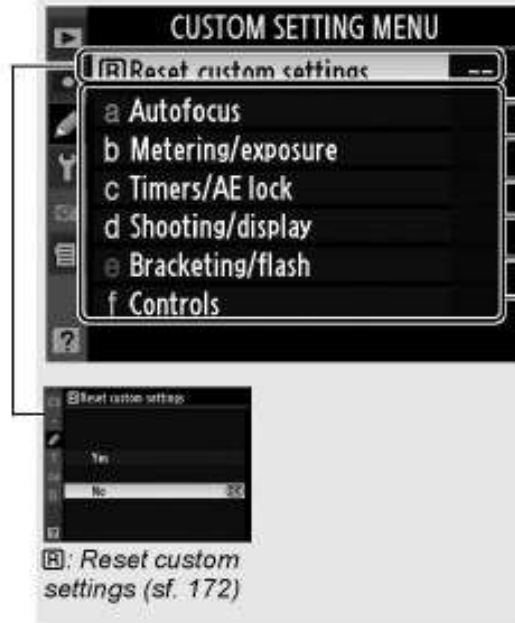 CUSTOM SETTING MENU
Reset custom settings --
a Autofocus
b Metering/exposure
c Timers/AE lock
d Shooting/display
e Bracketing/flash
f Controls
?
Reset custom settings
Yes
No OK
?
R: Reset custom
settings (sf. 172)